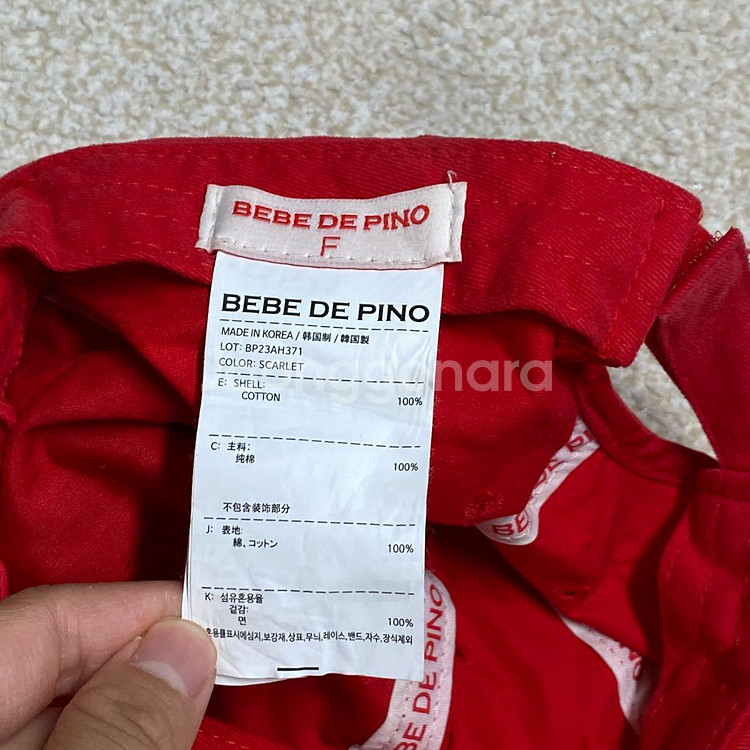 BEBE DE PINO
F
BEBE DE PINO
MADE IN KOREA / 韩国制 / 韓国製
LOT: BP23AH371
COLOR: SCARLET
E: SHELL:
COTTON 100%
C: 主料:
纯棉 100%
不包含装饰部分
J: 表地:
綿、コットン 100%
K: 섬유혼용율
겉감:
면 100%
혼용률표시에심지,보강재,상표,무늬,레이스,밴드,자수,장식제외
BEBE DE PINO